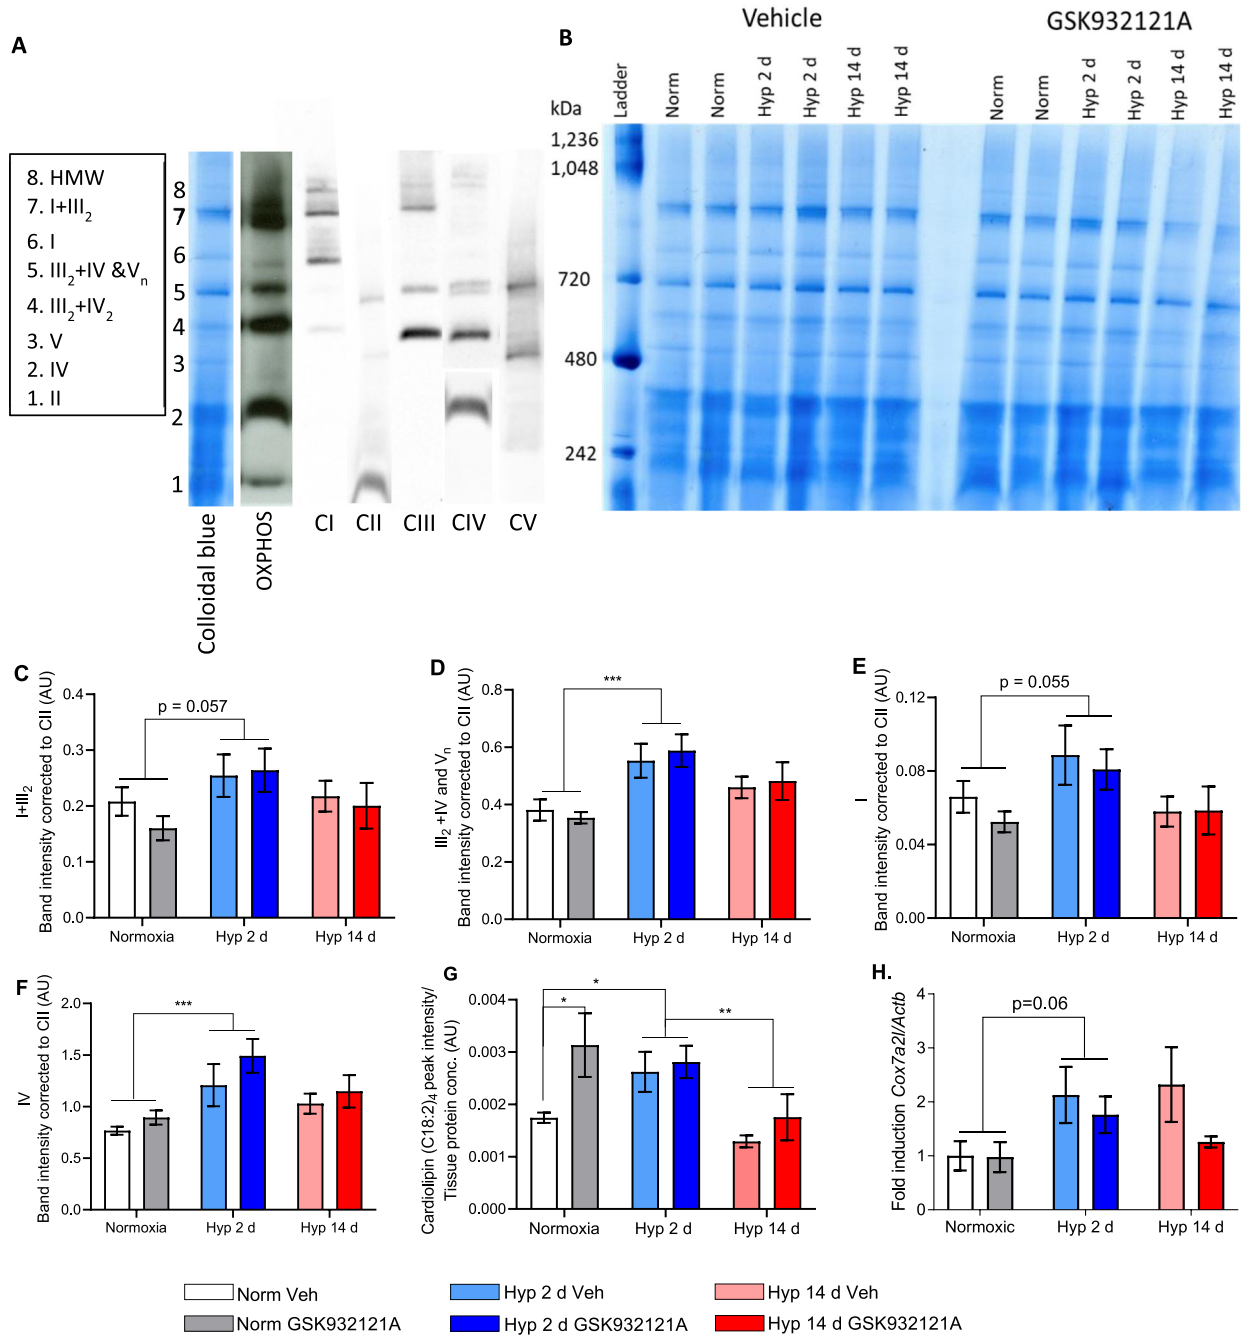 A
8. HMW
7. I+III2
6. I
5. III2+IV &Vn
4. III2+IV2
3. V
2. IV
1. II
8
7
6
5
4
3
2
1
Colloidal blue
OXPHOS
CI
CII
CIII
CIV
CV
B
Vehicle
GSK932121A
kDa
Ladder
Norm
Norm
Hyp 2 d
Hyp 2 d
Hyp 14 d
Hyp 14 d
Norm
Norm
Hyp 2 d
Hyp 2 d
Hyp 14 d
Hyp 14 d
1,236
1,048
720
480
242
C
I+III2
Band intensity corrected to CII (AU)
0.4
0.3
0.2
0.1
0.0
p = 0.057
Normoxia
Hyp 2 d
Hyp 14 d
D
III2 +IV and Vn
Band intensity corrected to CII (AU)
0.8
0.6
0.4
0.2
0.0
***
Normoxia
Hyp 2 d
Hyp 14 d
E
I
Band intensity corrected to CII (AU)
0.12
0.08
0.04
0.00
p = 0.055
Normoxia
Hyp 2 d
Hyp 14 d
F
IV
Band intensity corrected to CII (AU)
2.0
1.5
1.0
0.5
0.0
***
Normoxia
Hyp 2 d
Hyp 14 d
G
Cardiolipin (C18:2)4 peak intensity/
Tissue protein conc. (AU)
0.004
0.003
0.002
0.001
0.000
*
*
**
Normoxia
Hyp 2 d
Hyp 14 d
H.
Fold induction Cox7a2l/Actb
4
3
2
1
0
p=0.06
Normoxic
Hyp 2 d
Hyp 14 d
Norm Veh
Hyp 2 d Veh
Hyp 14 d Veh
Norm GSK932121A
Hyp 2 d GSK932121A
Hyp 14 d GSK932121A